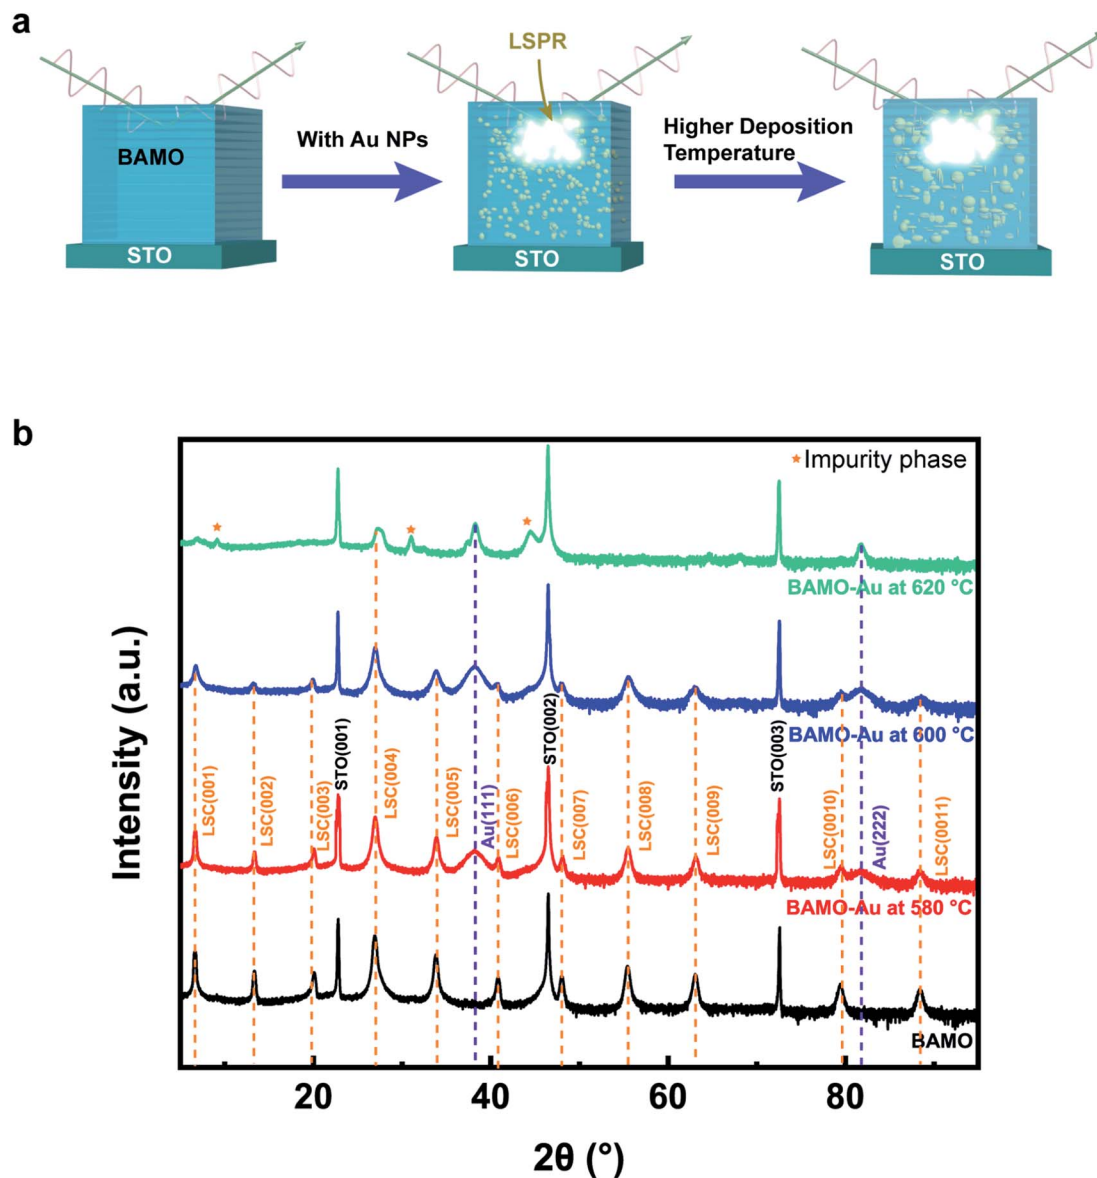 a
LSPR
BAMO
STO
With Au NPs
STO
Higher Deposition
Temperature
STO
b
Intensity (a.u.)
★Impurity phase
BAMO-Au at 620 °C
BAMO-Au at 600 °C
LSC(001)
LSC(002)
LSC(003)
STO(001)
LSC(004)
LSC(005)
Au(111)
LSC(006)
STO(002)
LSC(007)
LSC(008)
LSC(009)
STO(003)
LSC(0010)
Au(222)
LSC(0011)
BAMO-Au at 580 °C
BAMO
20
40
60
80
2θ (°)